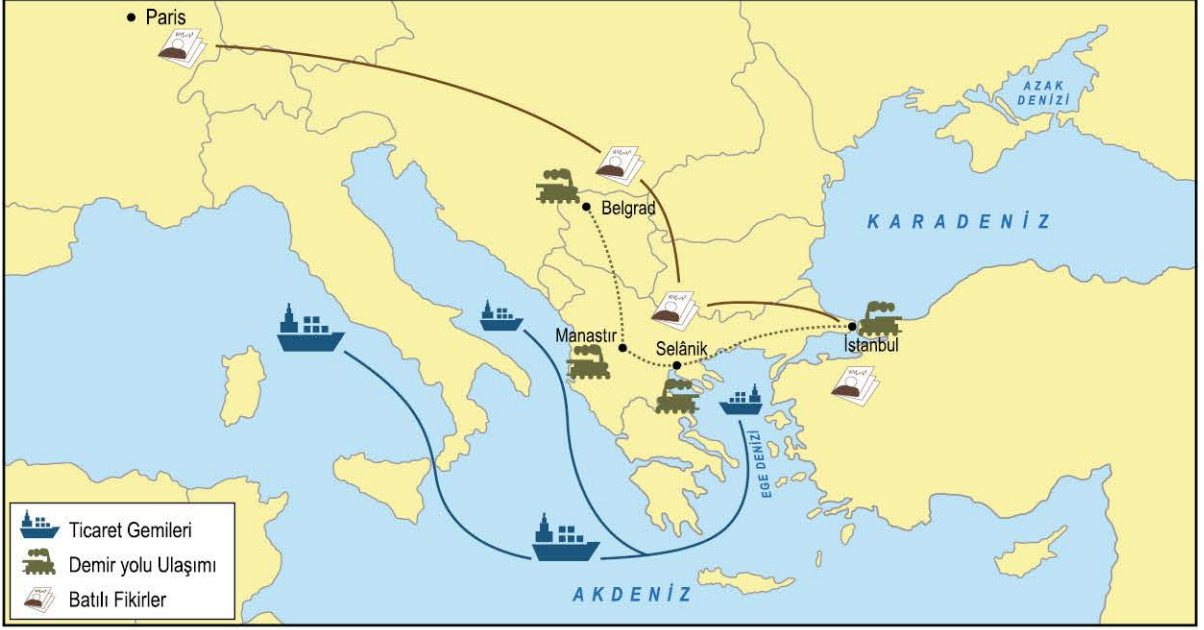 Paris
AZAK
DENİZİ
Belgrad
KARADENİZ
Manastır
Selânik
İstanbul
EGE DENİZİ
Ticaret Gemileri
Demir yolu Ulaşımı
Batılı Fikirler
AKDENİZ